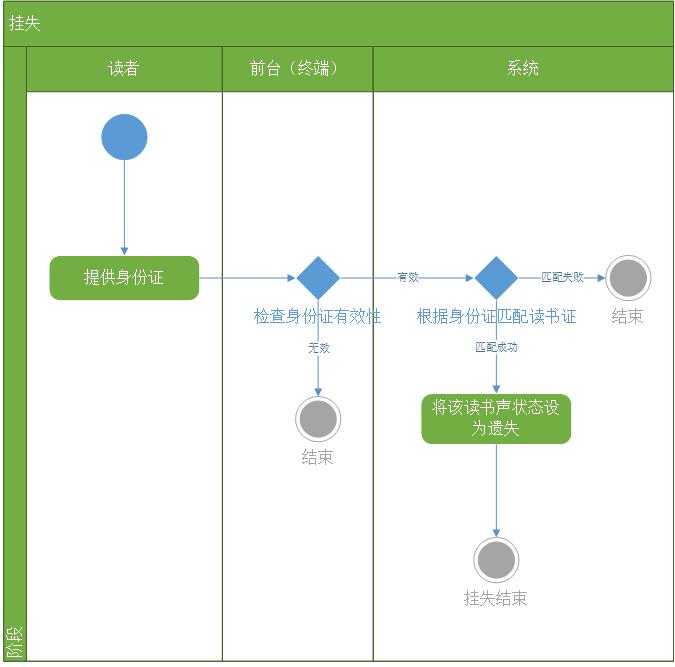 挂失
读者
前台（终端）
系统
提供身份证
有效
匹配失败
检查身份证有效性
根据身份证匹配读书证
结束
无效
匹配成功
将该读书声状态设
为遗失
结束
挂失结束
阶段